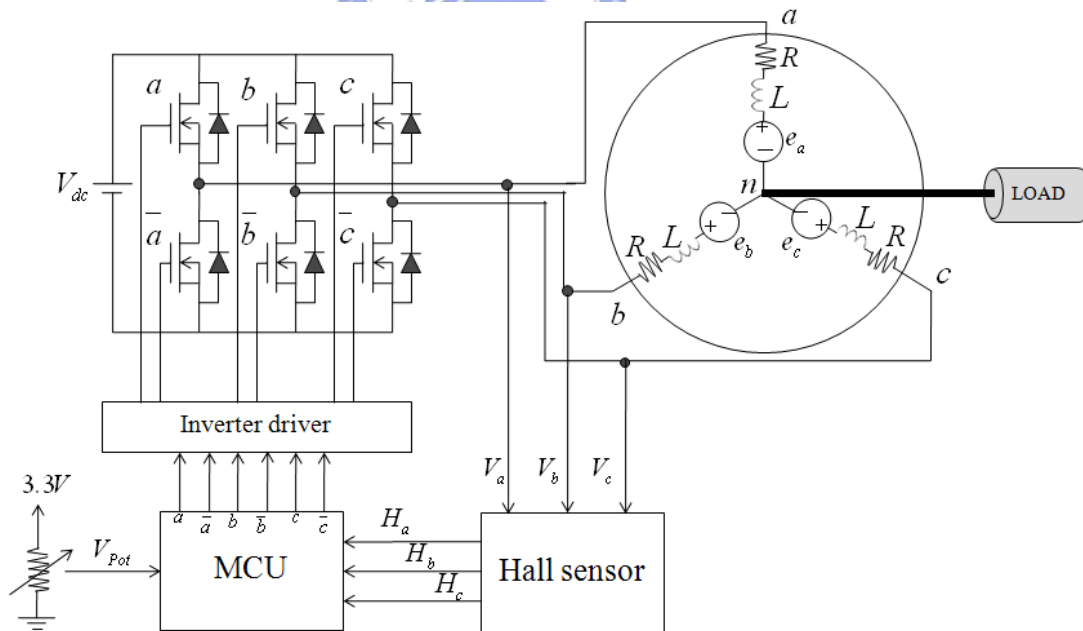 a
R
L
e_a
a
b
c
V_dc
n
LOAD
a̅
b̅
c̅
R
L
e_b
e_c
L
R
b
c
Inverter driver
V_a
V_b
V_c
3.3V
a
a̅
b
b̅
c
c̅
V_Pot
MCU
H_a
H_b
H_c
Hall sensor